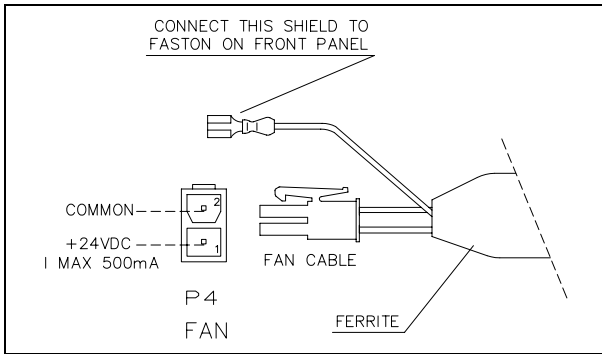 CONNECT THIS SHIELD TO
FASTON ON FRONT PANEL
COMMON
2
+24VDC
1
I MAX 500mA
FAN CABLE
P4
FAN
FERRITE